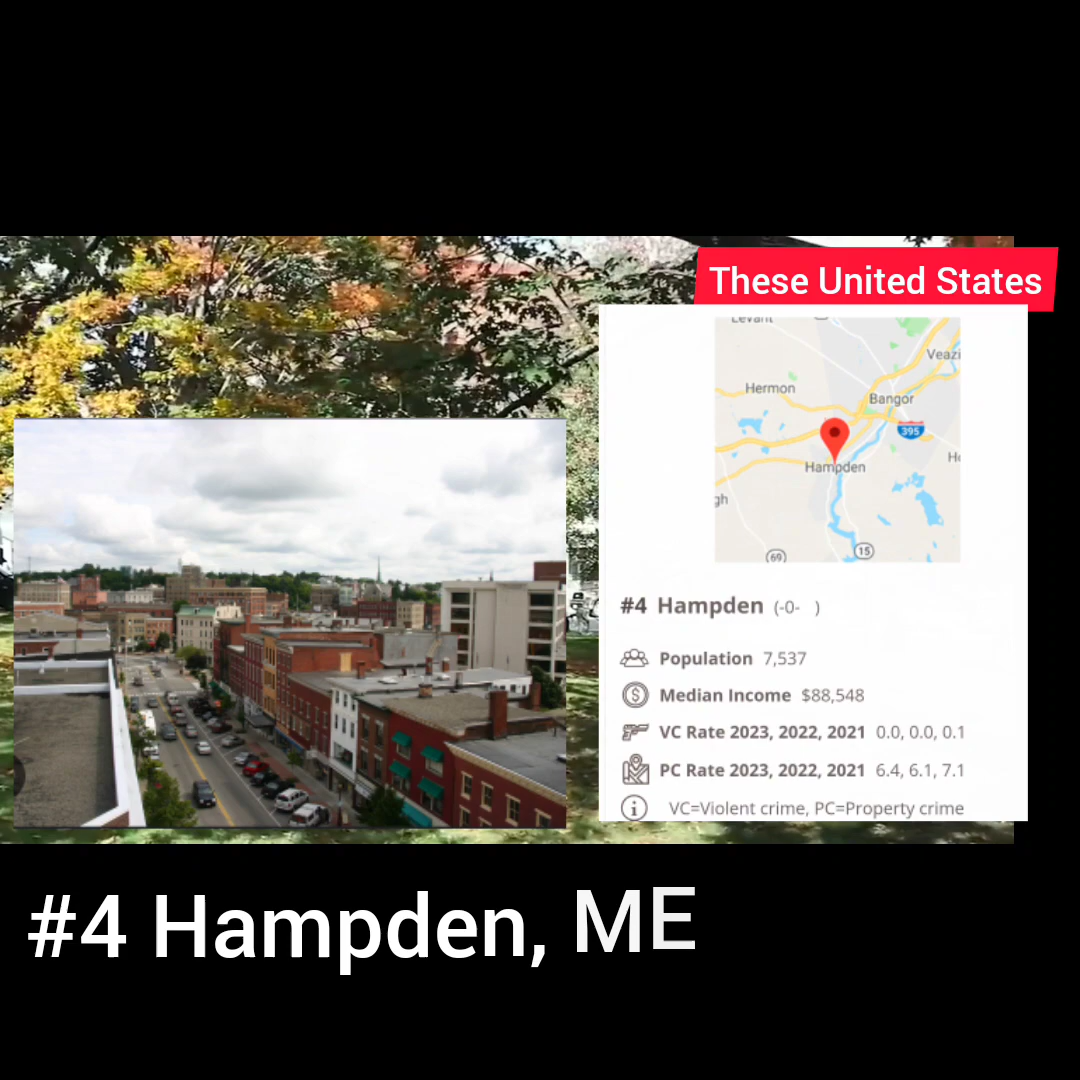 These United States
Levant
Veazi
Hermon
Bangor
395
Hampden
gh
69
15
#4 Hampden (-0- )
Population 7,537
Median Income $88,548
VC Rate 2023, 2022, 2021 0.0, 0.0, 0.1
PC Rate 2023, 2022, 2021 6.4, 6.1, 7.1
VC=Violent crime, PC=Property crime
#4 Hampden, ME